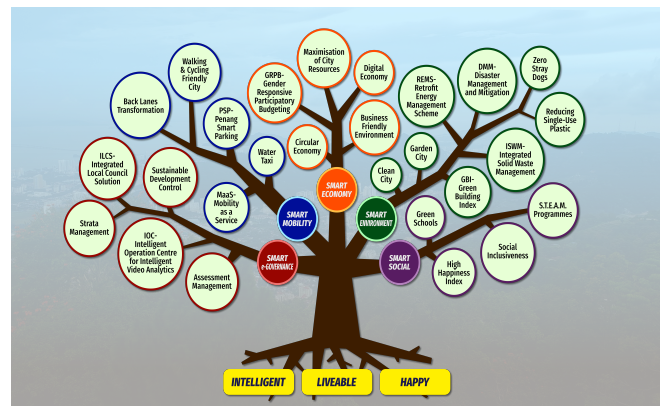 Maximisation
of City
Resources
Walking
& Cycling
Friendly
City
GRPB-
Gender
Responsive
Participatory
Budgeting
Digital
Economy
REMS-
Retrofit
Energy
Management
Scheme
DMM-
Disaster
Management
and Mitigation
Zero
Stray
Dogs
Back Lanes
Transformation
PSP-
Penang
Smart
Parking
Business
Friendly
Environment
Reducing
Single-Use
Plastic
Water
Taxi
Circular
Economy
Garden
City
ISWM-
Integrated
Solid Waste
Management
ILCS-
Integrated
Local Council
Solution
Sustainable
Development
Control
Clean
City
GBI-
Green
Building
Index
MaaS-
Mobility
as a
Service
SMART
ECONOMY
Strata
Management
SMART
MOBILITY
SMART
ENVIRONMENT
Green
Schools
S.T.E.A.M.
Programmes
IOC-
Intelligent
Operation Centre
for Intelligent
Video Analytics
SMART
e-GOVERNANCE
SMART
SOCIAL
Social
Inclusiveness
Assessment
Management
High
Happiness
Index
INTELLIGENT
LIVEABLE
HAPPY